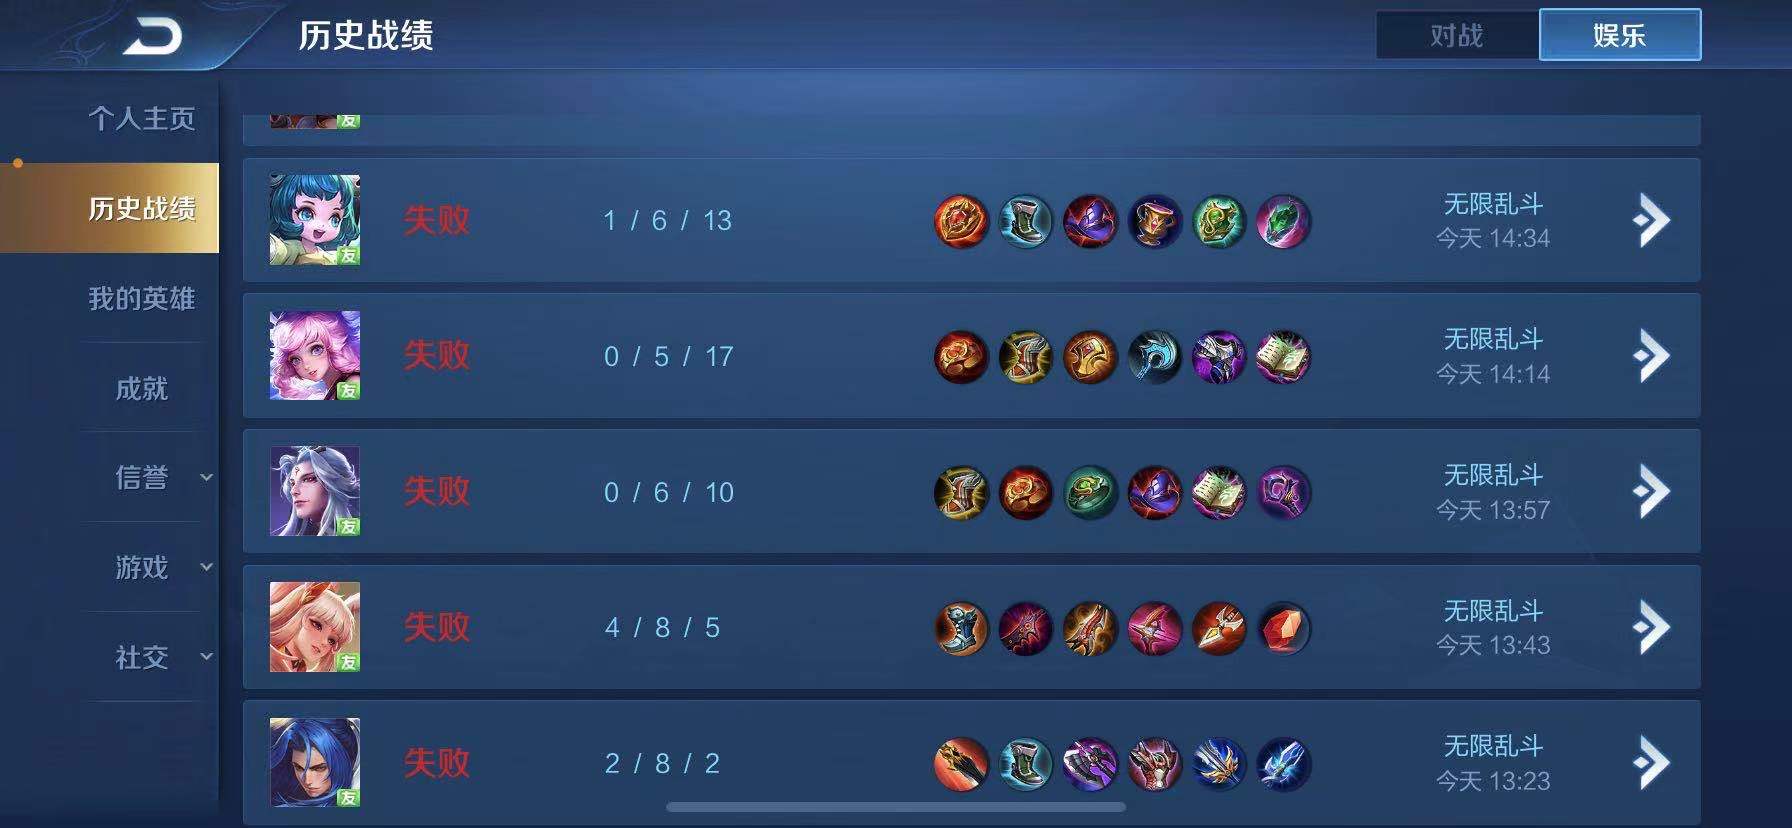 历史战绩
对战
娱乐
个人主页
历史战绩
我的英雄
成就
信誉
游戏
社交
友
友
失败
1 / 6 / 13
无限乱斗
今天 14:34
友
失败
0 / 5 / 17
无限乱斗
今天 14:14
友
失败
0 / 6 / 10
无限乱斗
今天 13:57
友
失败
4 / 8 / 5
无限乱斗
今天 13:43
友
失败
2 / 8 / 2
无限乱斗
今天 13:23